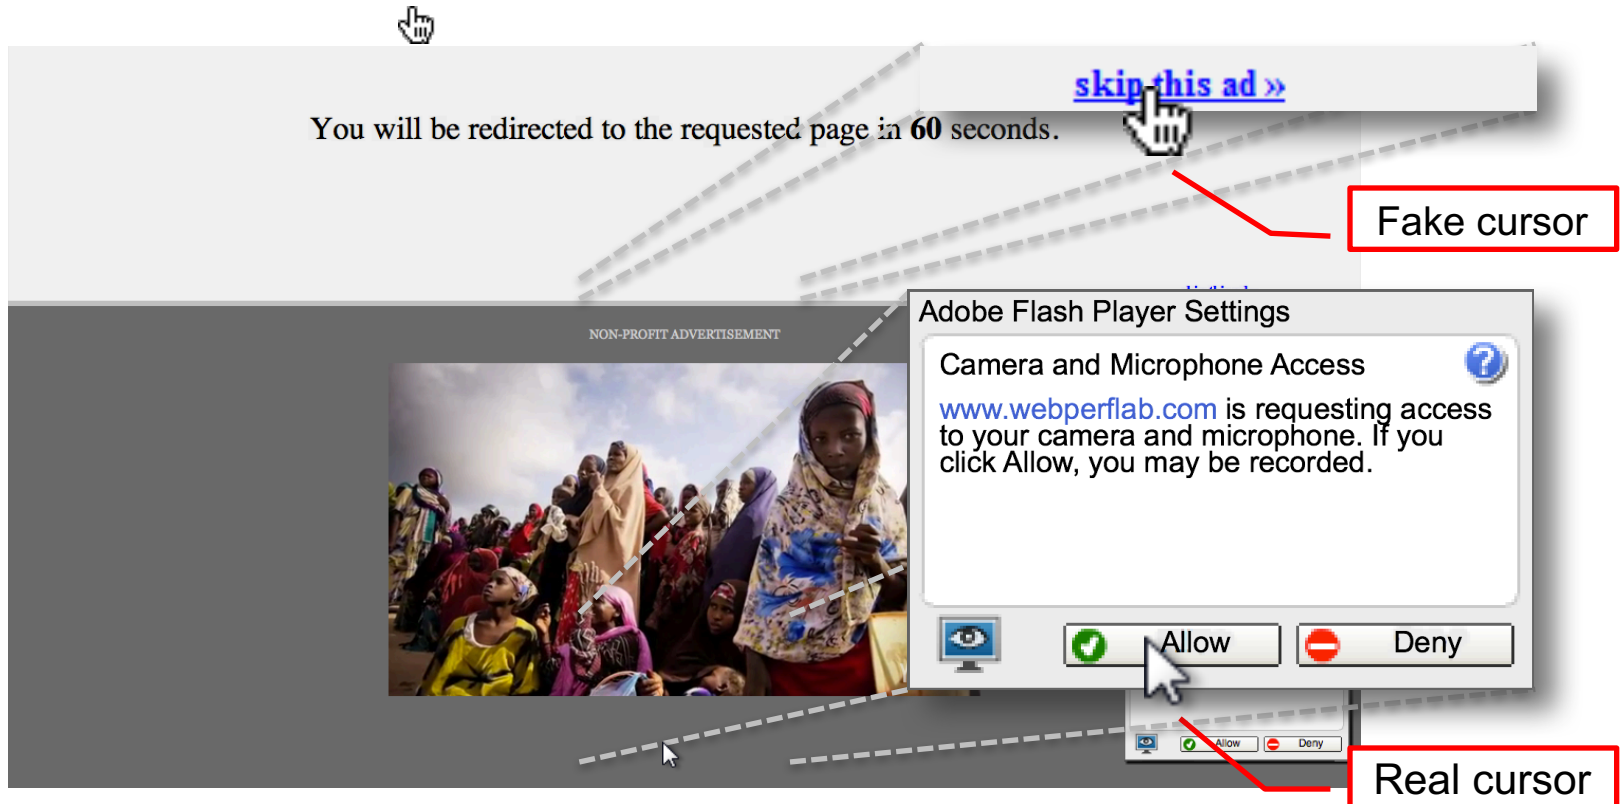 skip this ad »
You will be redirected to the requested page in 60 seconds.
Fake cursor
Adobe Flash Player Settings
NON-PROFIT ADVERTISEMENT
Camera and Microphone Access
www.webperflab.com is requesting access
to your camera and microphone. If you
click Allow, you may be recorded.
Allow
Deny
Allow
Deny
Real cursor